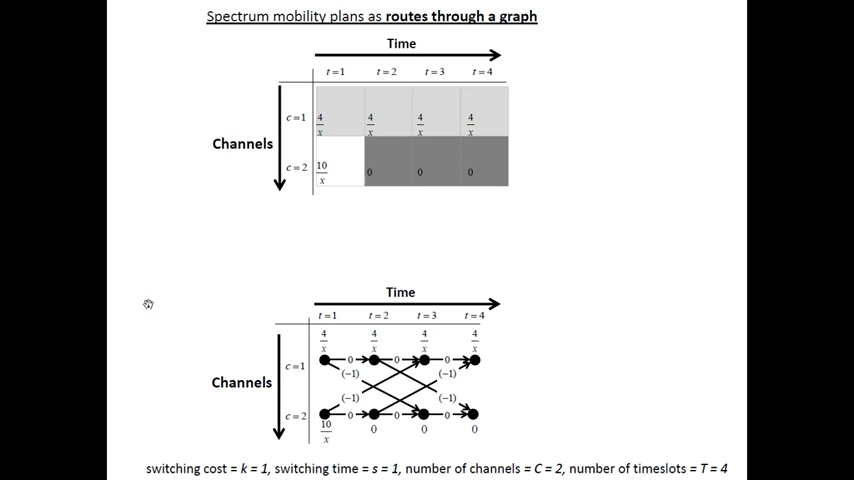 Spectrum mobility plans as routes through a graph
Time
t = 1 t = 2 t = 3 t = 4
c = 1 4/x 4/x 4/x 4/x
Channels
c = 2 10/x 0 0 0
Time
t = 1 t = 2 t = 3 t = 4
4/x 4/x 4/x 4/x
c = 1 0 0 0
(−1) (−1)
Channels
(−1) (−1)
c = 2 0 0 0
10/x 0 0 0
switching cost = k = 1, switching time = s = 1, number of channels = C = 2, number of timeslots = T = 4